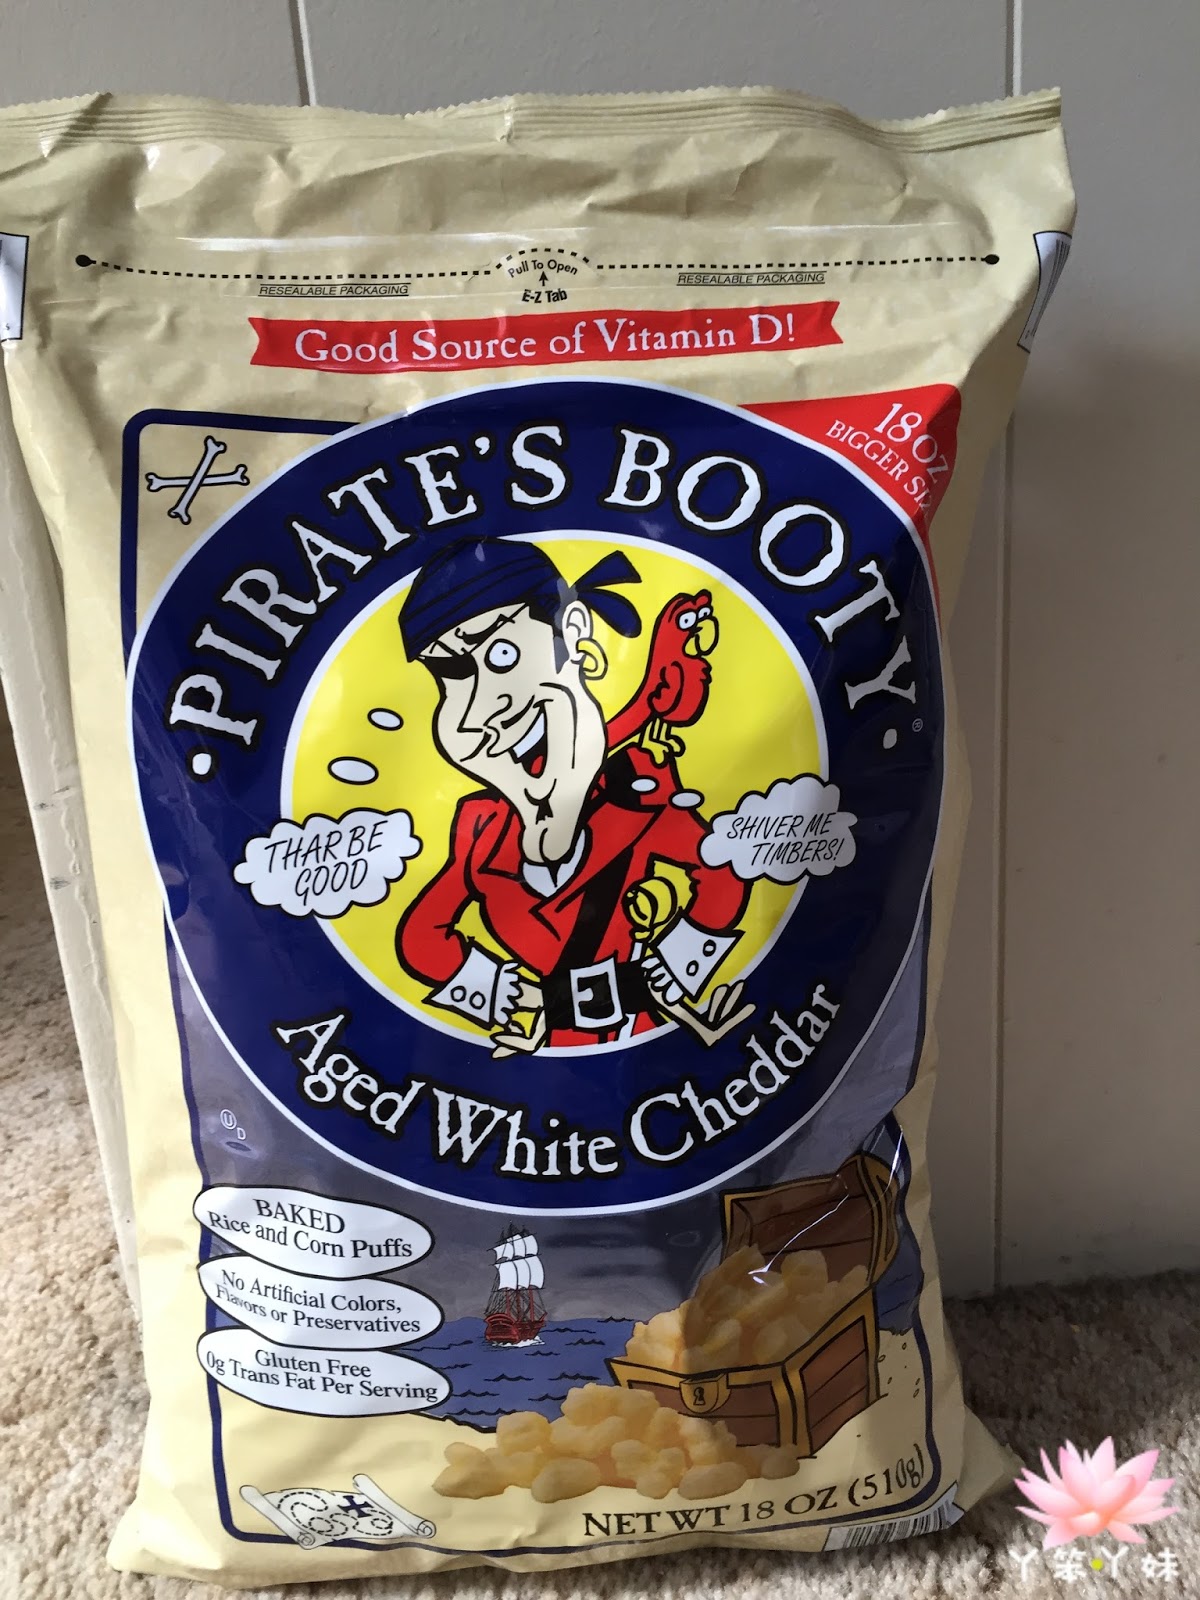 Pull To Open
E-Z Tab
RESEALABLE PACKAGING
RESEALABLE PACKAGING
Good Source of Vitamin D!
18 OZ
BIGGER
·PIRATE'S BOOTY·
®
THAR BE
GOOD
SHIVER ME
TIMBERS!
Aged White Cheddar
U
D
BAKED
Rice and Corn Puffs
No Artificial Colors,
Flavors or Preservatives
Gluten Free
0g Trans Fat Per Serving
NET WT 18 OZ (510g)
丫笨·丫妹